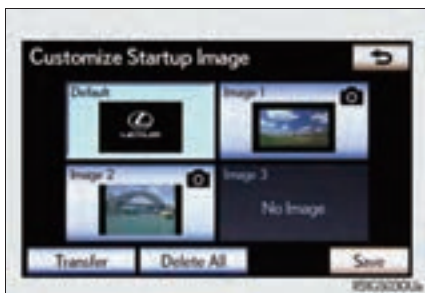 Customize Startup Image
Default
Image 1
LEXUS
Image 2
Image 3
No Image
Transfer
Delete All
Save